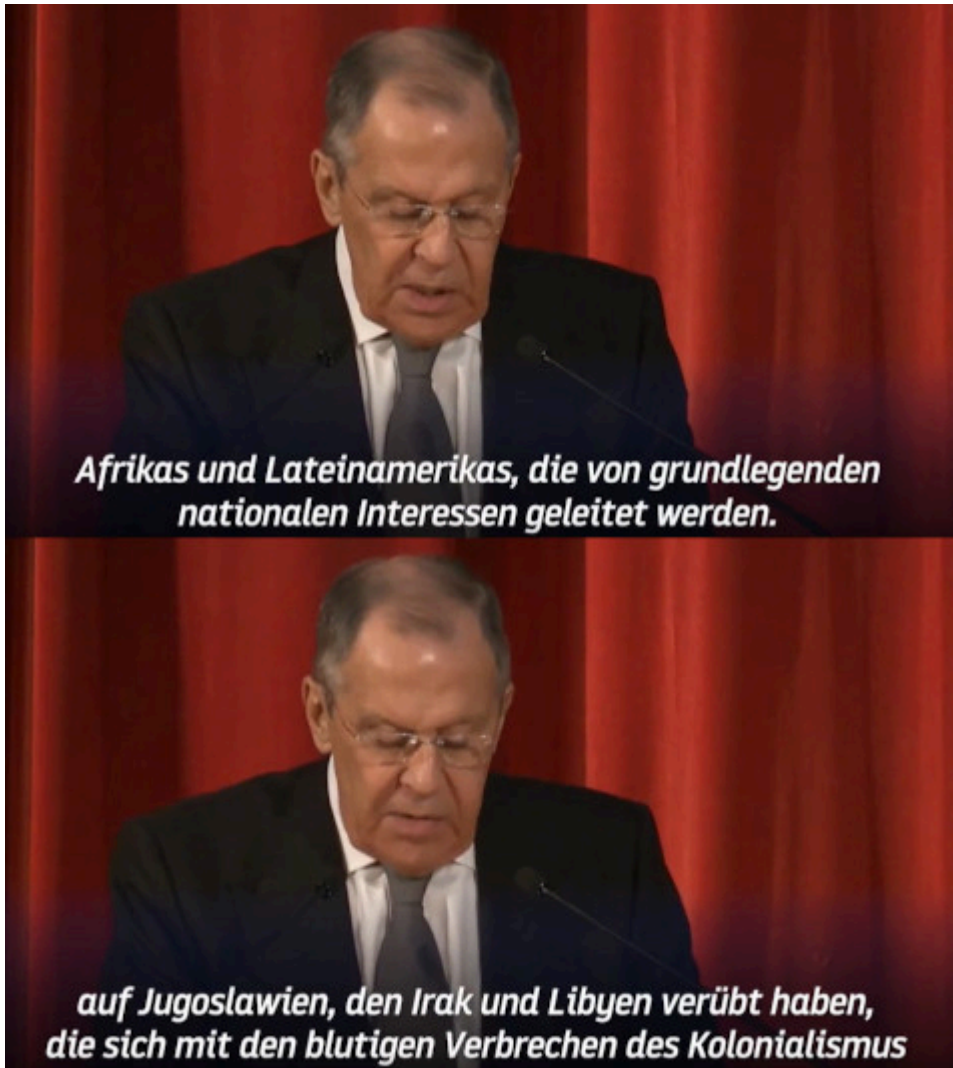 Afrikas und Lateinamerikas, die von grundlegenden
nationalen Interessen geleitet werden.
auf Jugoslawien, den Irak und Libyen verübt haben,
die sich mit den blutigen Verbrechen des Kolonialismus